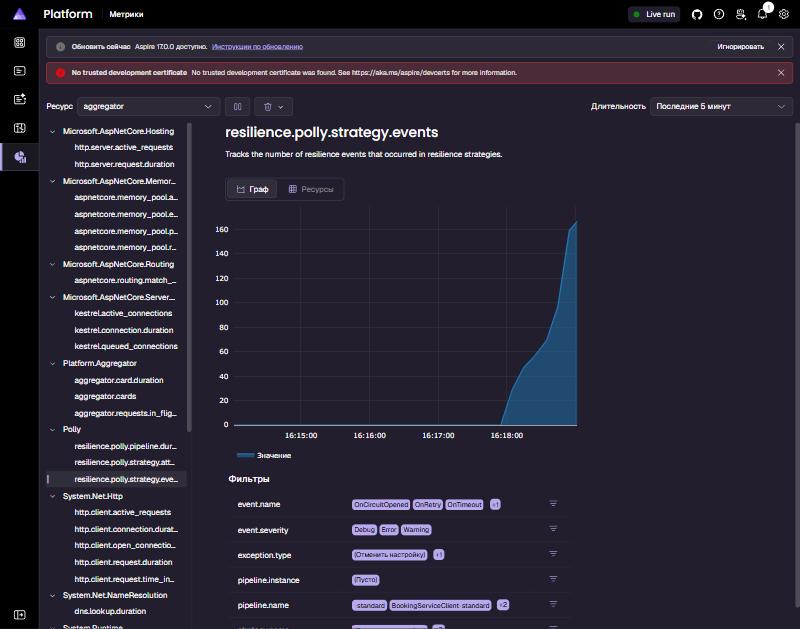 Platform Метрики Live run 1
Обновить сейчас Aspire 17.0.0 доступно. Инструкции по обновлению Игнорировать
No trusted development certificate No trusted development certificate was found. See https://aka.ms/aspire/devcerts for more information.
Ресурс aggregator Длительность Последние 5 минут
Microsoft.AspNetCore.Hosting
http.server.active_requests
http.server.request.duration
Microsoft.AspNetCore.Memor...
aspnetcore.memory_pool.a...
aspnetcore.memory_pool.e...
aspnetcore.memory_pool.p...
aspnetcore.memory_pool.r...
Microsoft.AspNetCore.Routing
aspnetcore.routing.match_...
Microsoft.AspNetCore.Server...
kestrel.active_connections
kestrel.connection.duration
kestrel.queued_connections
Platform.Aggregator
aggregator.card.duration
aggregator.cards
aggregator.requests.in_flig...
Polly
resilience.polly.pipeline.dur...
resilience.polly.strategy.att...
resilience.polly.strategy.eve...
System.Net.Http
http.client.active_requests
http.client.connection.durat...
http.client.open_connectio...
http.client.request.duration
http.client.request.time_in...
System.Net.NameResolution
dns.lookup.duration
System.Runtime
resilience.polly.strategy.events
Tracks the number of resilience events that occurred in resilience strategies.
Граф Ресурсы
160
140
120
100
80
60
40
20
0
16:15:00 16:16:00 16:17:00 16:18:00
Значение
Фильтры
event.name OnCircuitOpened OnRetry OnTimeout +1
event.severity Debug Error Warning
exception.type (Отменить настройку) +1
pipeline.instance (Пусто)
pipeline.name -standard BookingServiceClient-standard +2